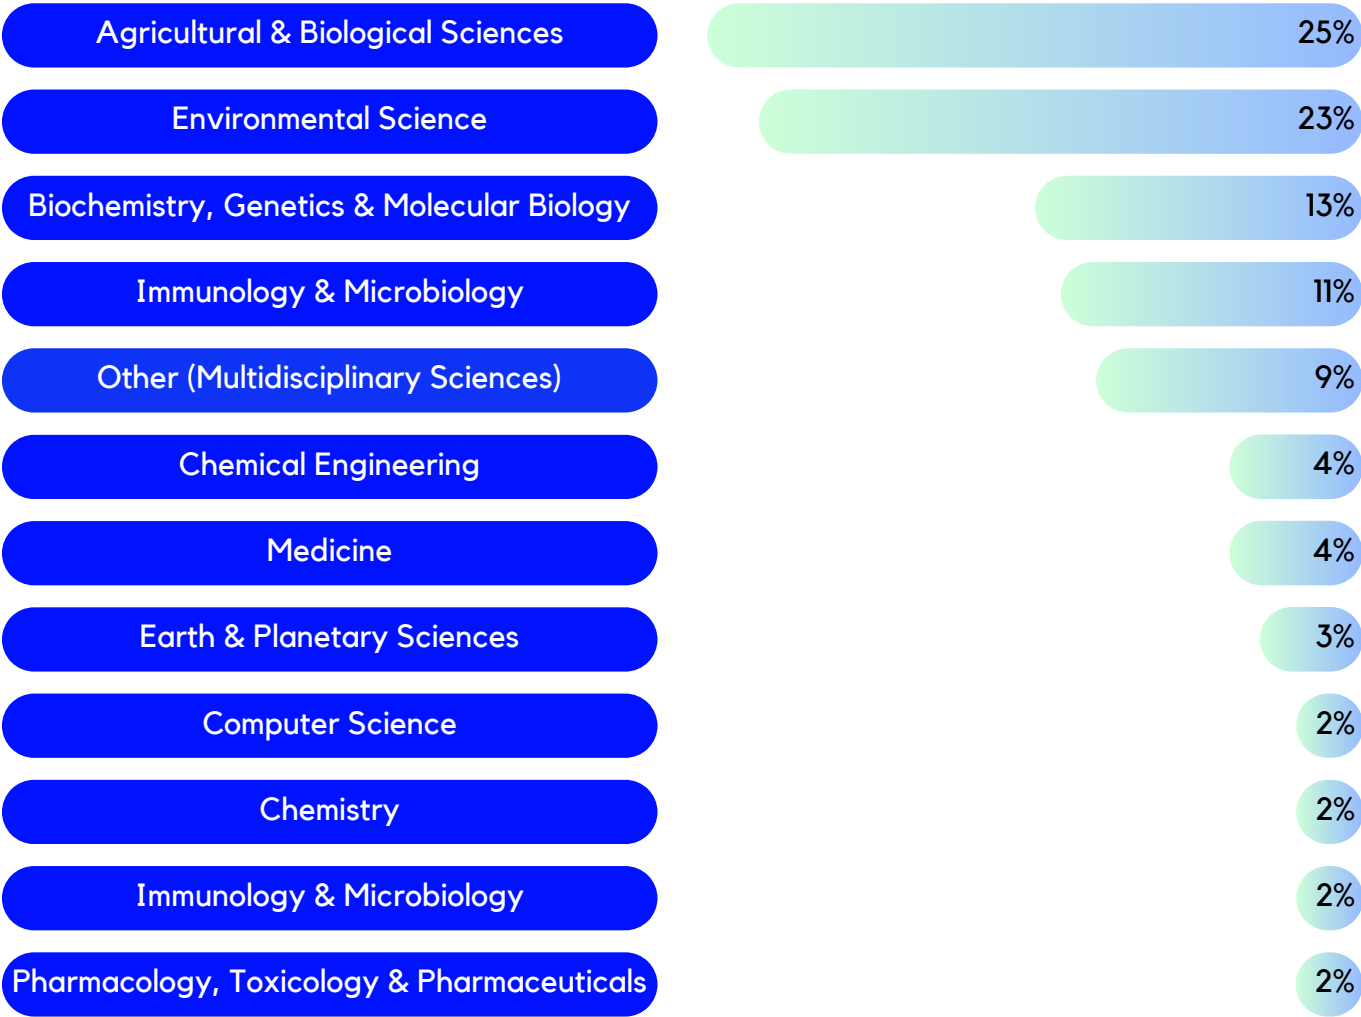 Agricultural & Biological Sciences 25%
Environmental Science 23%
Biochemistry, Genetics & Molecular Biology 13%
Immunology & Microbiology 11%
Other (Multidisciplinary Sciences) 9%
Chemical Engineering 4%
Medicine 4%
Earth & Planetary Sciences 3%
Computer Science 2%
Chemistry 2%
Immunology & Microbiology 2%
Pharmacology, Toxicology & Pharmaceuticals 2%